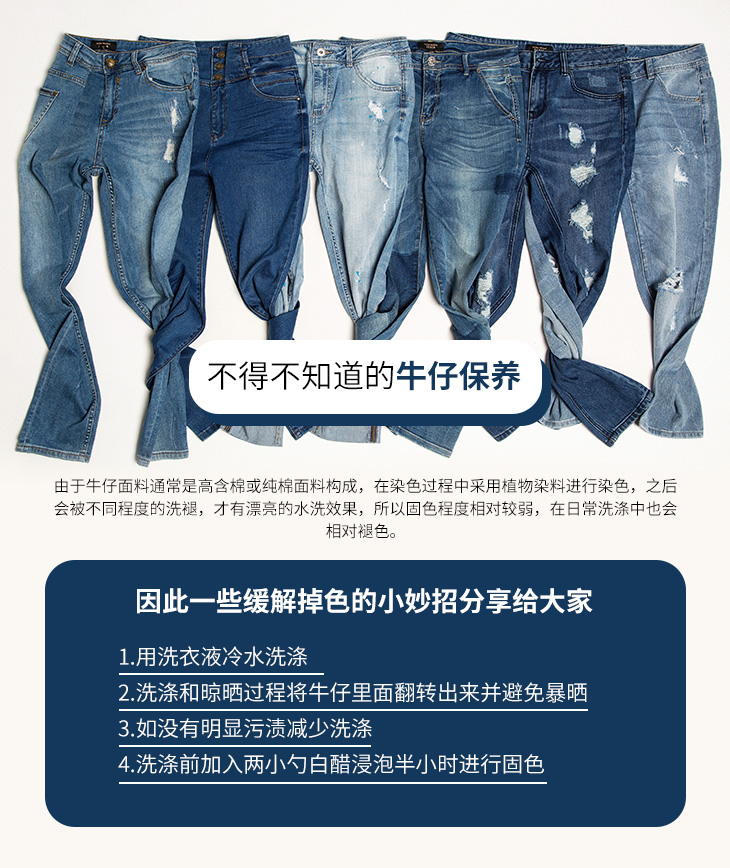 不得不知道的牛仔保养
由于牛仔面料通常是高含棉或纯棉面料构成，在染色过程中采用植物染料进行染色，之后
会被不同程度的洗褪，才有漂亮的水洗效果，所以固色程度相对较弱，在日常洗涤中也会
相对褪色。
因此一些缓解掉色的小妙招分享给大家
1.用洗衣液冷水洗涤
2.洗涤和晾晒过程将牛仔里面翻转出来并避免暴晒
3.如没有明显污渍减少洗涤
4.洗涤前加入两小勺白醋浸泡半小时进行固色